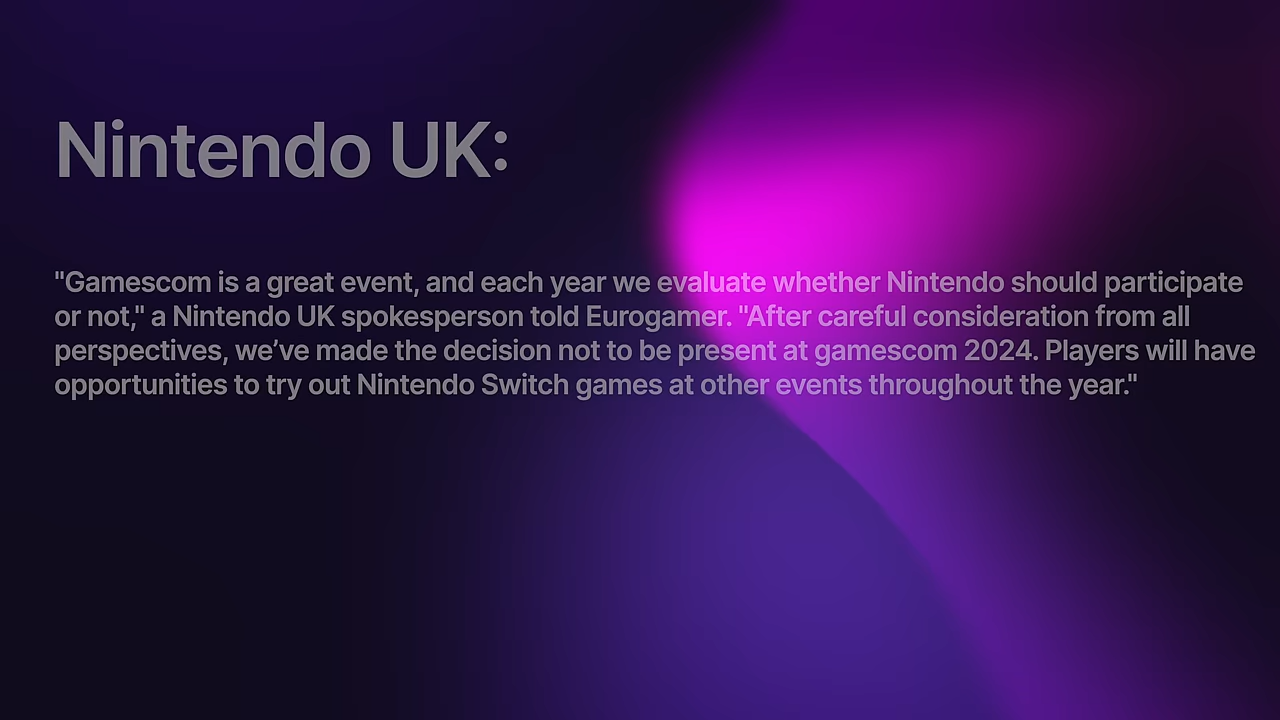 Nintendo UK:
"Gamescom is a great event, and each year we evaluate whether Nintendo should participate
or not," a Nintendo UK spokesperson told Eurogamer. "After careful consideration from all
perspectives, we’ve made the decision not to be present at gamescom 2024. Players will have
opportunities to try out Nintendo Switch games at other events throughout the year."